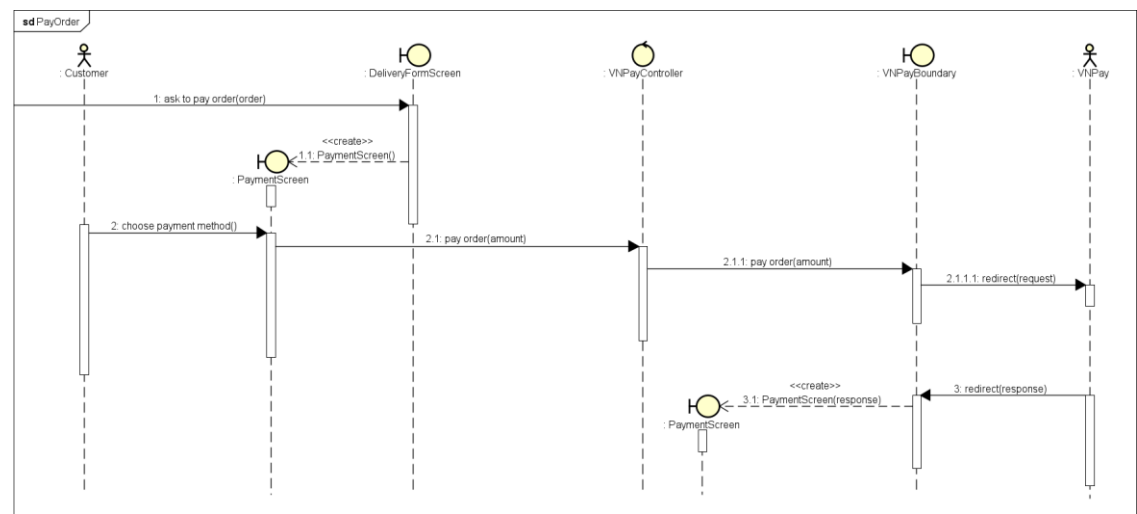 sd PayOrder
: Customer
: DeliveryFormScreen
: VNPayController
: VNPayBoundary
: VNPay
1: ask to pay order(order)
<<create>>
1.1: PaymentScreen()
: PaymentScreen
2: choose payment method()
2.1: pay order(amount)
2.1.1: pay order(amount)
2.1.1.1: redirect(request)
<<create>>
3: redirect(response)
3.1: PaymentScreen(response)
: PaymentScreen